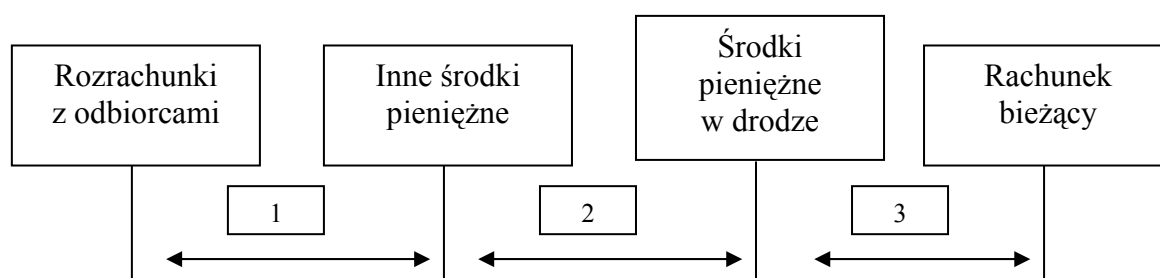 Rozrachunki
z odbiorcami
Inne środki
pieniężne
Środki
pieniężne
w drodze
Rachunek
bieżący
1
2
3